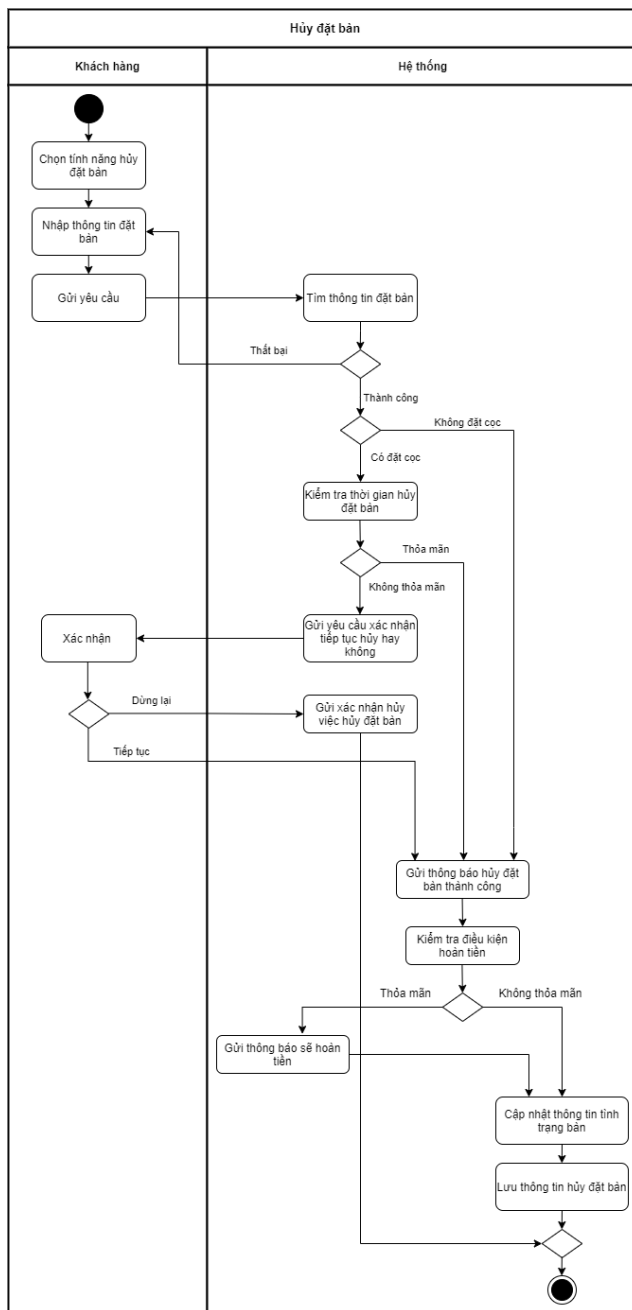 Hủy đặt bàn
Khách hàng
Hệ thống
Chọn tính năng hủy
đặt bàn
Nhập thông tin đặt
bàn
Gửi yêu cầu
Tìm thông tin đặt bàn
Thất bại
Thành công
Không đặt cọc
Có đặt cọc
Kiểm tra thời gian hủy
đặt bàn
Thỏa mãn
Không thỏa mãn
Gửi yêu cầu xác nhận
tiếp tục hủy hay
không
Xác nhận
Dừng lại
Gửi xác nhận hủy
việc hủy đặt bàn
Tiếp tục
Gửi thông báo hủy đặt
bàn thành công
Kiểm tra điều kiện
hoàn tiền
Thỏa mãn
Không thỏa mãn
Gửi thông báo sẽ hoàn
tiền
Cập nhật thông tin tình
trạng bàn
Lưu thông tin hủy đặt bàn